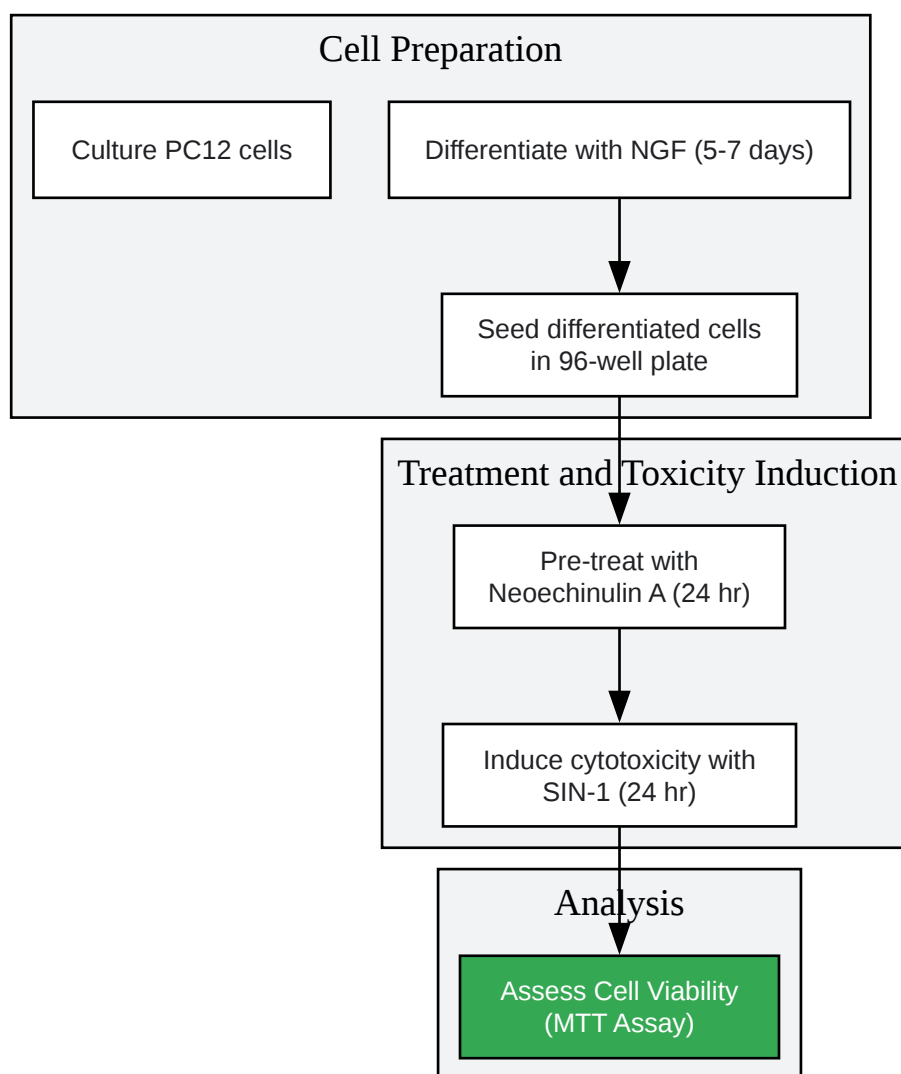 Cell Preparation
Culture PC12 cells
Differentiate with NGF (5-7 days)
Seed differentiated cells
in 96-well plate
Treatment and Toxicity Induction
Pre-treat with
Neoechinulin A (24 hr)
Induce cytotoxicity with
SIN-1 (24 hr)
Analysis
Assess Cell Viability
(MTT Assay)